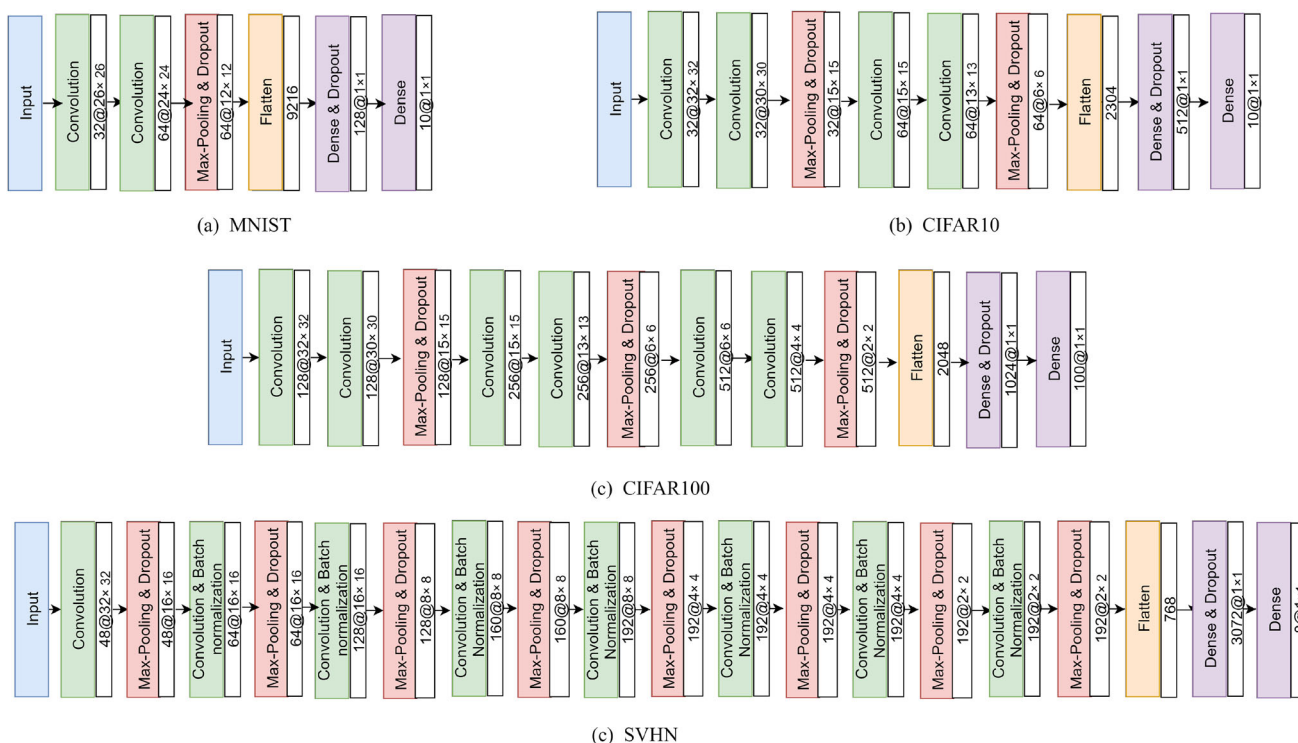 Input
Convolution
32@26× 26
Convolution
64@24× 24
Max-Pooling & Dropout
64@12× 12
Flatten
9216
Dense & Dropout
128@1×1
Dense
10@1×1
(a) MNIST
Input
Convolution
32@32× 32
Convolution
32@30× 30
Max-Pooling & Dropout
32@15× 15
Convolution
64@15× 15
Convolution
64@13× 13
Max-Pooling & Dropout
64@6× 6
Flatten
2304
Dense & Dropout
512@1×1
Dense
10@1×1
(b) CIFAR10
Input
Convolution
128@32× 32
Convolution
128@30× 30
Max-Pooling & Dropout
128@15× 15
Convolution
256@15× 15
Convolution
256@13× 13
Max-Pooling & Dropout
256@6× 6
Convolution
512@6× 6
Convolution
512@4× 4
Max-Pooling & Dropout
512@2× 2
Flatten
2048
Dense & Dropout
1024@1×1
Dense
100@1×1
(c) CIFAR100
Input
Convolution
48@32× 32
Max-Pooling & Dropout
48@16× 16
Convolution & Batch
normalization
64@16× 16
Max-Pooling & Dropout
64@16× 16
Convolution & Batch
normalization
128@16× 16
Max-Pooling & Dropout
128@8× 8
Convolution & Batch
Normalization
160@8× 8
Max-Pooling & Dropout
160@8× 8
Convolution & Batch
Normalization
192@8× 8
Max-Pooling & Dropout
192@4× 4
Convolution & Batch
Normalization
192@4× 4
Max-Pooling & Dropout
192@4× 4
Convolution & Batch
Normalization
192@4× 4
Max-Pooling & Dropout
192@2× 2
Convolution & Batch
Normalization
192@2× 2
Max-Pooling & Dropout
192@2× 2
Flatten
768
Dense & Dropout
3072@1×1
Dense
(c) SVHN